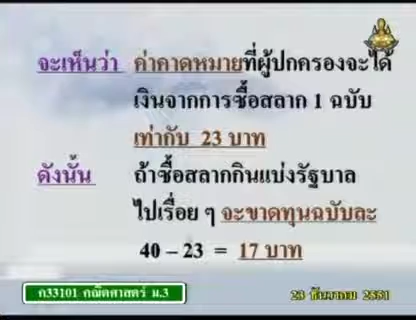 จะเห็นว่า ค่าคาดหมายที่ผู้ปกครองจะได้
เงินจากการซื้อสลาก 1 ฉบับ
เท่ากับ 23 บาท
ดังนั้น ถ้าซื้อสลากกินแบ่งรัฐบาล
ไปเรื่อย ๆ จะขาดทุนฉบับละ
40 – 23 = 17 บาท
ค33101 คณิตศาสตร์ ม.3
23 ธันวาคม 2551